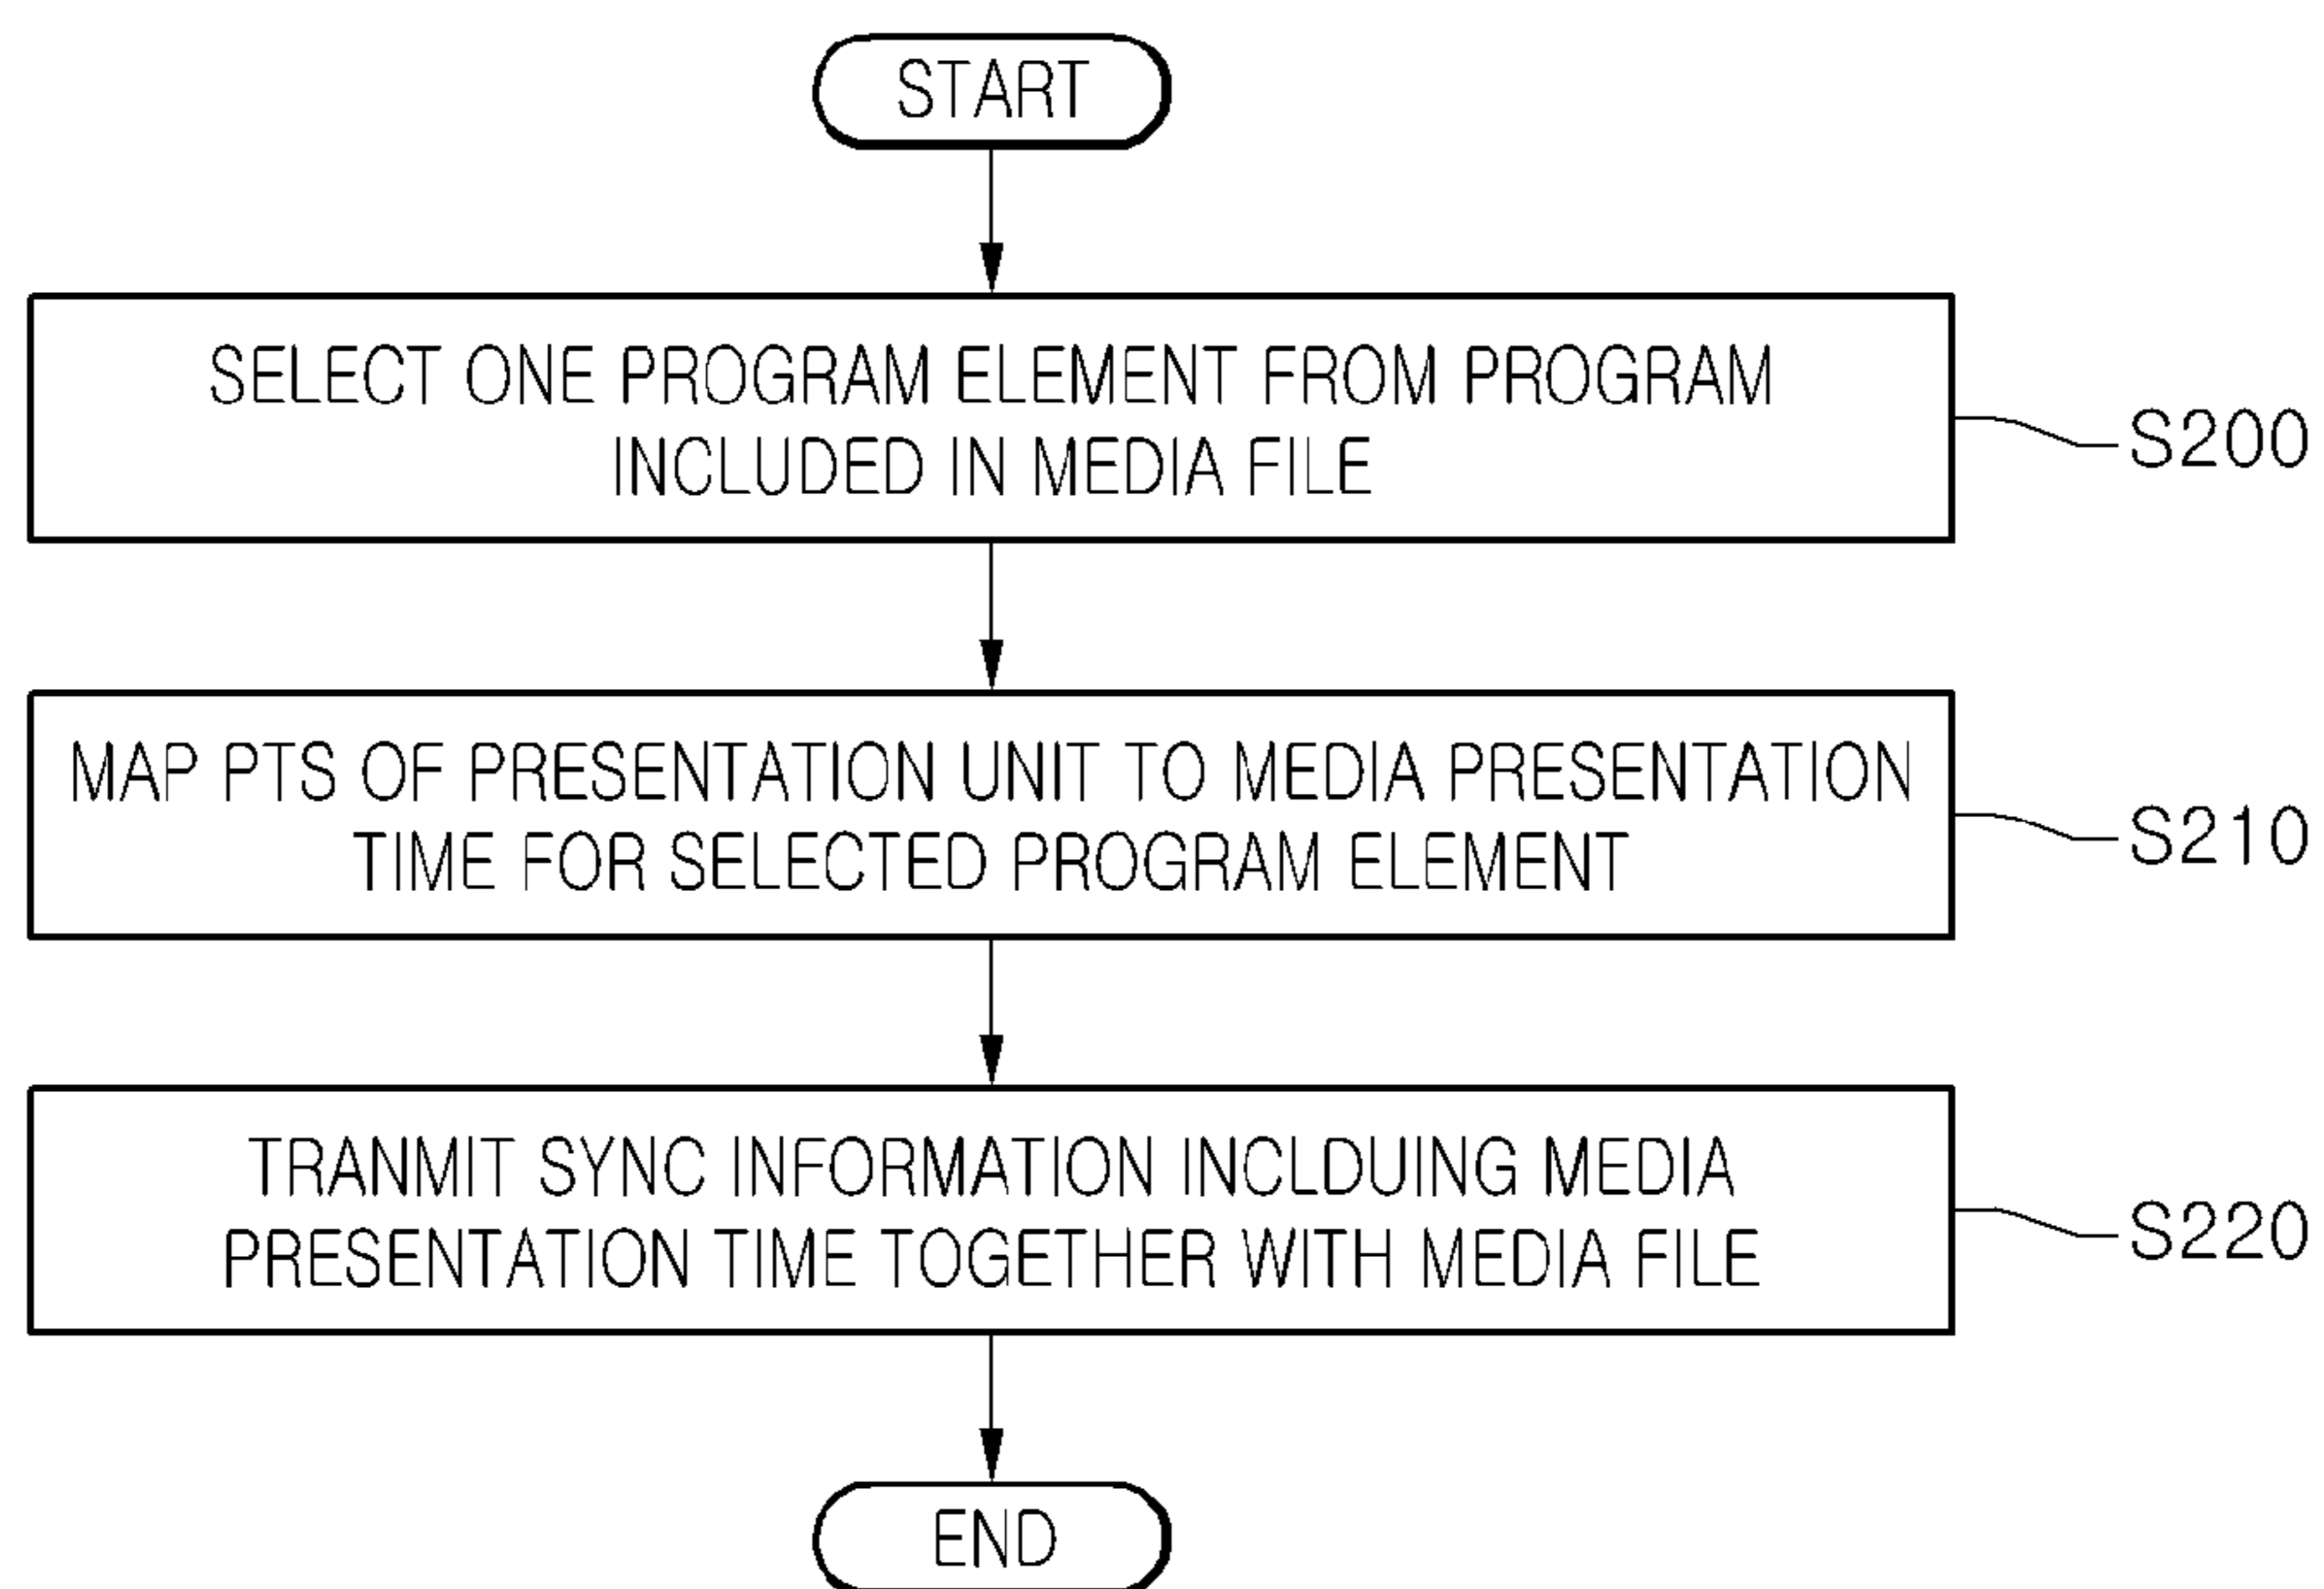 START
SELECT ONE PROGRAM ELEMENT FROM PROGRAM
INCLUDED IN MEDIA FILE
S200
MAP PTS OF PRESENTATION UNIT TO MEDIA PRESENTATION
TIME FOR SELECTED PROGRAM ELEMENT
S210
TRANMIT SYNC INFORMATION INCLDUING MEDIA
PRESENTATION TIME TOGETHER WITH MEDIA FILE
S220
END